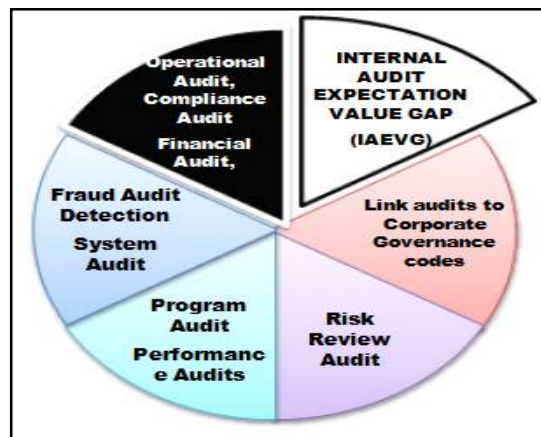 Operational
Audit,
Compliance
Audit
Financial
Audit,
INTERNAL
AUDIT
EXPECTATION
VALUE GAP
(IAEVG)
Fraud Audit
Detection
System
Audit
Link audits to
Corporate
Governance
codes
Program
Audit
Performanc
e Audits
Risk
Review
Audit